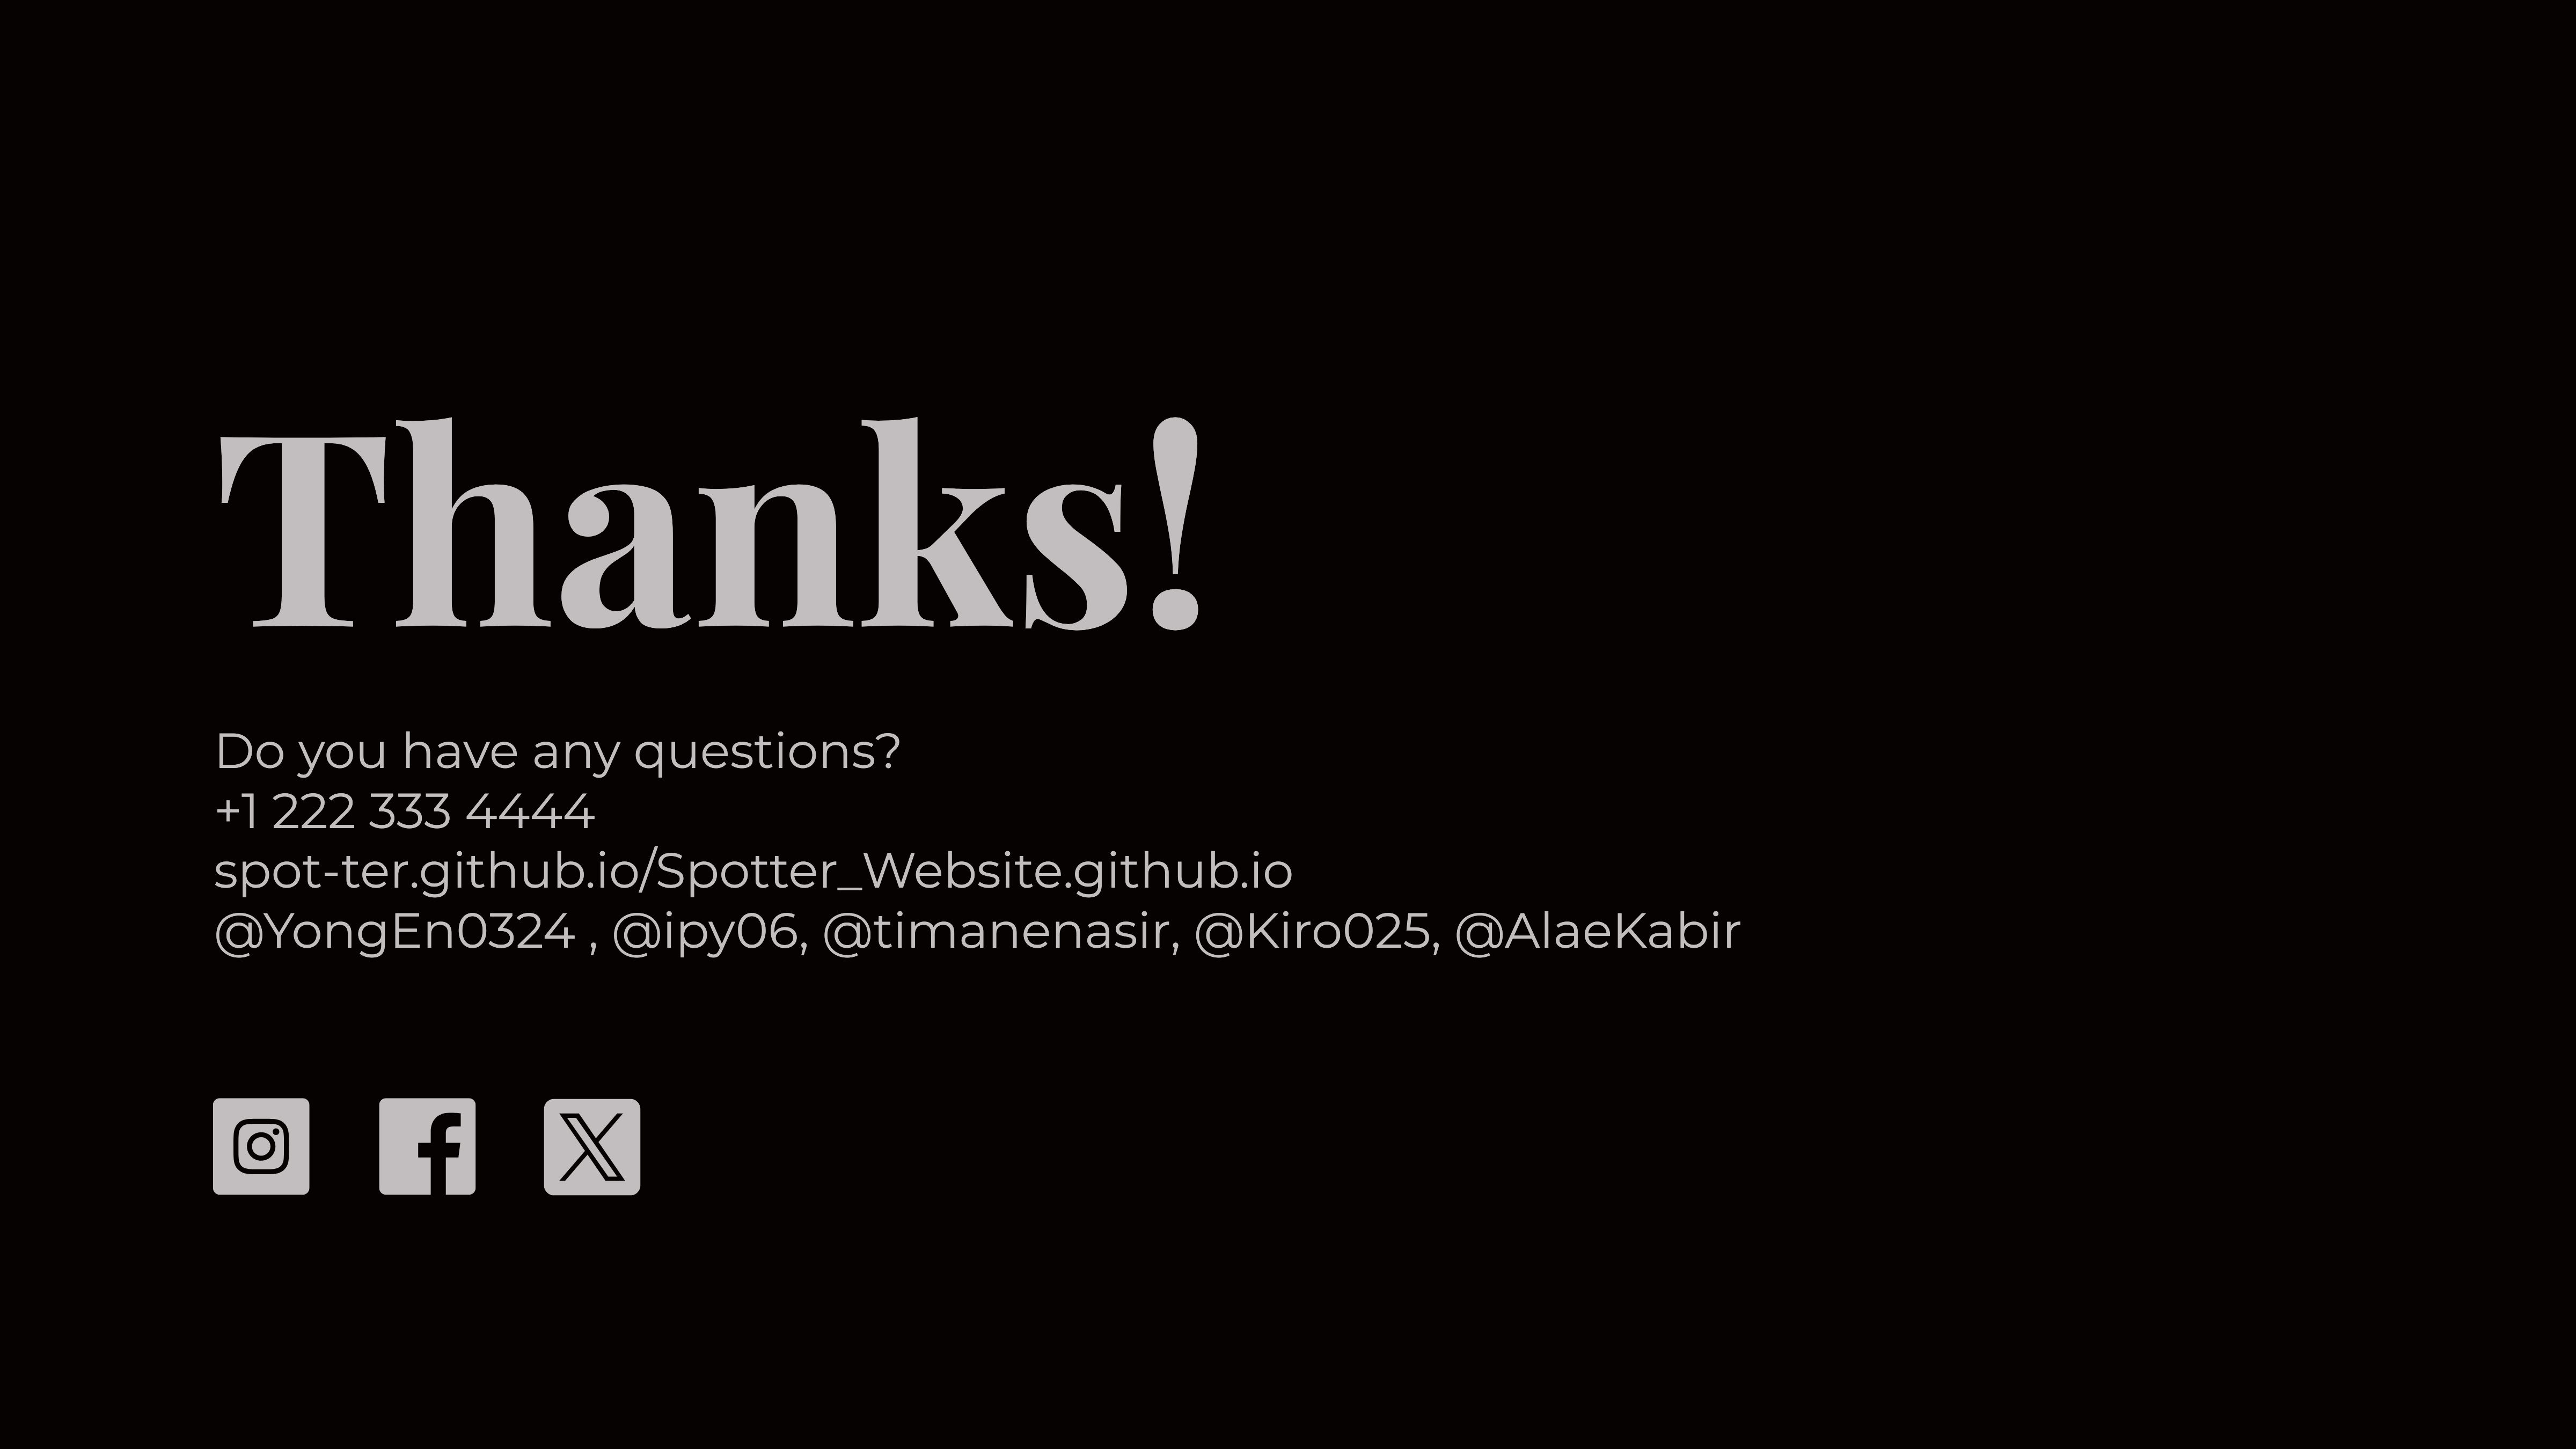 Thanks!
Do you have any questions?
+1 222 333 4444
spot-ter.github.io/Spotter_Website.github.io
@YongEn0324 , @ipy06, @timanenasir, @Kiro025, @AlaeKabir